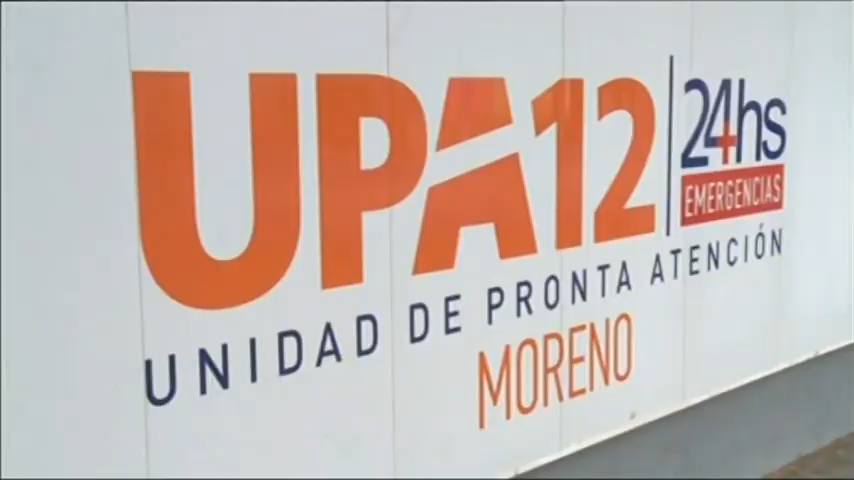 UPA12
24hs
EMERGENCIAS
UNIDAD DE PRONTA ATENCIÓN
MORENO